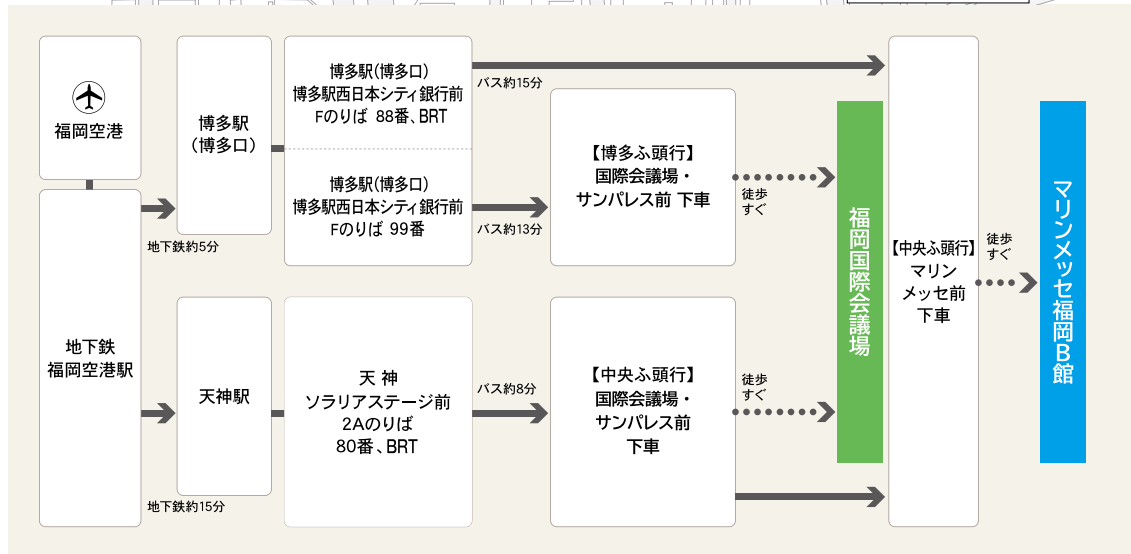 福岡空港
地下鉄
福岡空港駅
地下鉄約5分
地下鉄約15分
博多駅
(博多口)
天神駅
博多駅(博多口)
博多駅西日本シティ銀行前
Fのりば 88番、BRT
博多駅(博多口)
博多駅西日本シティ銀行前
Fのりば 99番
天 神
ソラリアステージ前
2Aのりば
80番、BRT
バス約15分
バス約13分
バス約8分
【博多ふ頭行】
国際会議場・
サンパレス前 下車
【中央ふ頭行】
国際会議場・
サンパレス前
下車
徒歩
すぐ
徒歩
すぐ
福岡国際会議場
【中央ふ頭行】
マリン
メッセ前
下車
徒歩
すぐ
マリンメッセ福岡B館